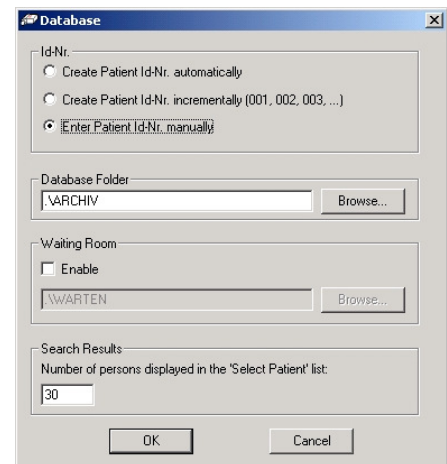 Database
Id-Nr.
Create Patient Id-Nr. automatically
Create Patient Id-Nr. incrementally (001, 002, 003, ...)
Enter Patient Id-Nr. manually
Database Folder
.\ARCHIV
Browse...
Waiting Room
Enable
.\WARTEN
Browse...
Search Results
Number of persons displayed in the 'Select Patient' list:
30
OK
Cancel